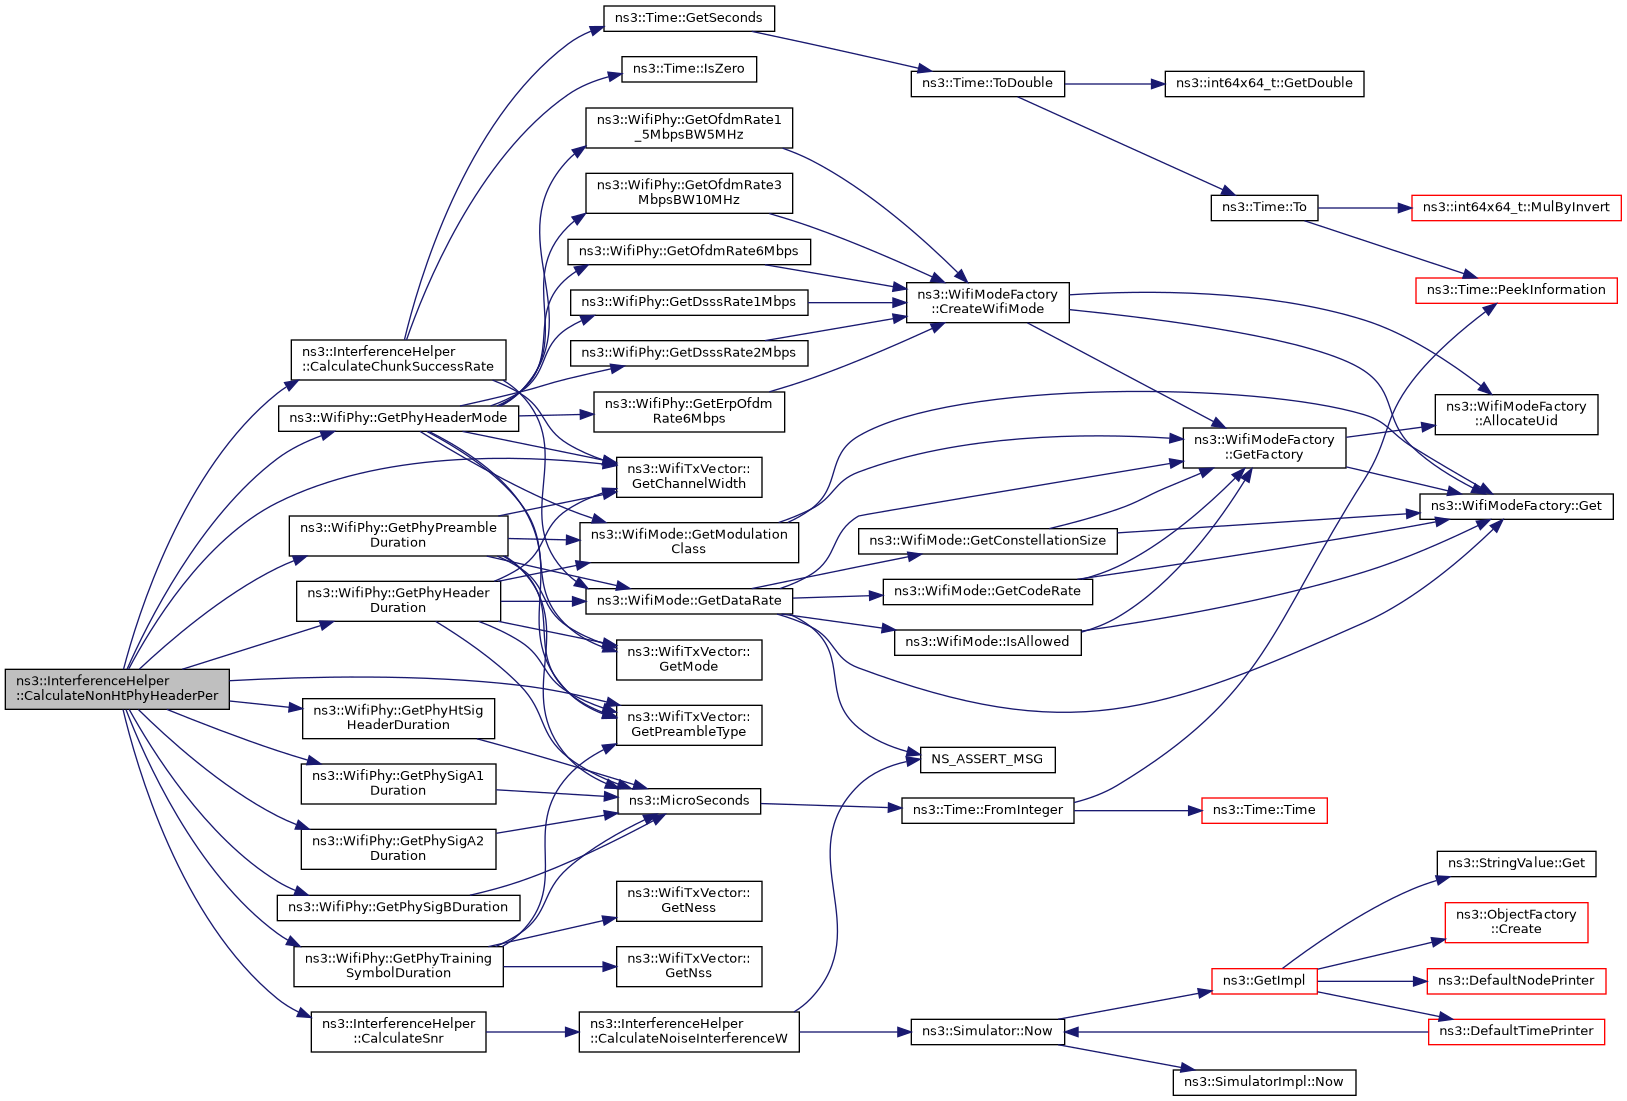 ns3::Time::GetSeconds
ns3::Time::IsZero
ns3::Time::ToDouble
ns3::int64x64_t::GetDouble
ns3::WifiPhy::GetOfdmRate1
_5MbpsBW5MHz
ns3::WifiPhy::GetOfdmRate3
MbpsBW10MHz
ns3::Time::To
ns3::int64x64_t::MulByInvert
ns3::WifiPhy::GetOfdmRate6Mbps
ns3::Time::PeekInformation
ns3::WifiPhy::GetDsssRate1Mbps
ns3::WifiModeFactory
::CreateWifiMode
ns3::InterferenceHelper
::CalculateChunkSuccessRate
ns3::WifiPhy::GetDsssRate2Mbps
ns3::WifiPhy::GetPhyHeaderMode
ns3::WifiPhy::GetErpOfdm
Rate6Mbps
ns3::WifiModeFactory
::AllocateUid
ns3::WifiModeFactory
::GetFactory
ns3::WifiTxVector::
GetChannelWidth
ns3::WifiModeFactory::Get
ns3::WifiPhy::GetPhyPreamble
Duration
ns3::WifiMode::GetModulation
Class
ns3::WifiMode::GetConstellationSize
ns3::WifiPhy::GetPhyHeader
Duration
ns3::WifiMode::GetDataRate
ns3::WifiMode::GetCodeRate
ns3::WifiMode::IsAllowed
ns3::WifiTxVector::
GetMode
ns3::InterferenceHelper
::CalculateNonHtPhyHeaderPer
ns3::WifiPhy::GetPhyHtSig
HeaderDuration
ns3::WifiTxVector::
GetPreambleType
NS_ASSERT_MSG
ns3::WifiPhy::GetPhySigA1
Duration
ns3::MicroSeconds
ns3::Time::FromInteger
ns3::Time::Time
ns3::WifiPhy::GetPhySigA2
Duration
ns3::StringValue::Get
ns3::WifiPhy::GetPhySigBDuration
ns3::WifiTxVector::
GetNess
ns3::ObjectFactory
::Create
ns3::WifiPhy::GetPhyTraining
SymbolDuration
ns3::WifiTxVector::
GetNss
ns3::GetImpl
ns3::DefaultNodePrinter
ns3::InterferenceHelper
::CalculateSnr
ns3::InterferenceHelper
::CalculateNoiseInterferenceW
ns3::Simulator::Now
ns3::DefaultTimePrinter
ns3::SimulatorImpl::Now